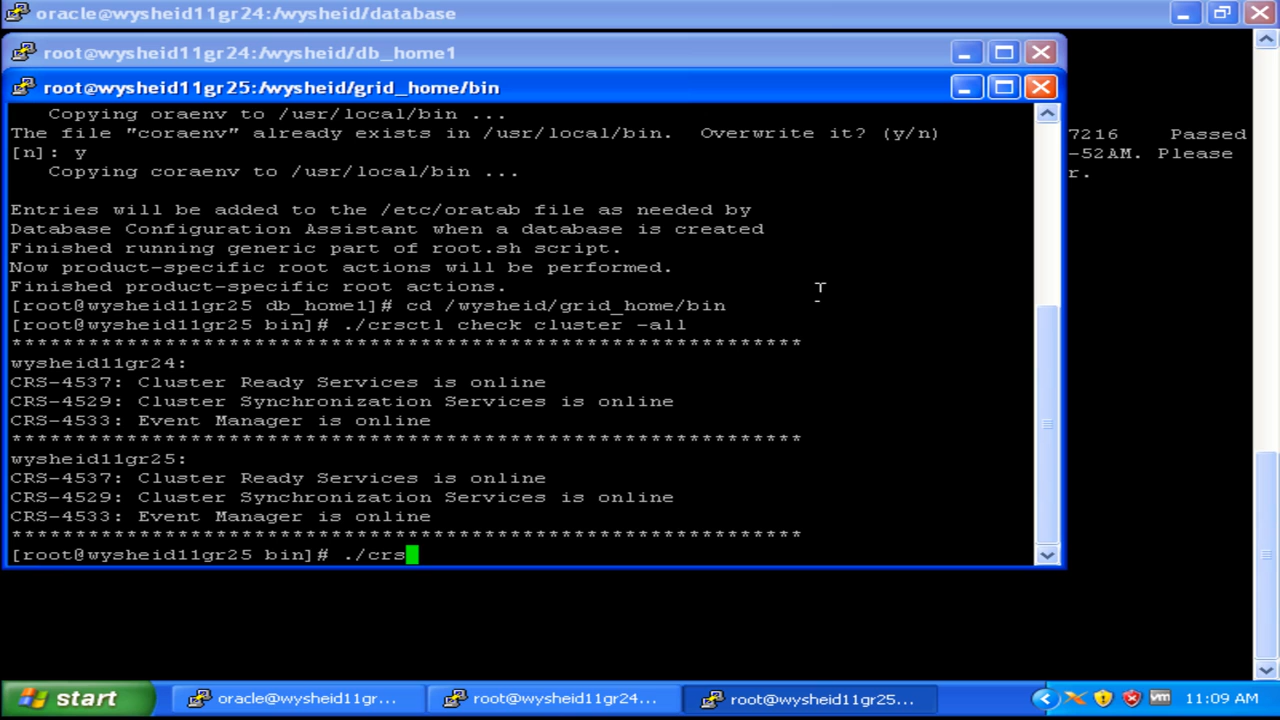 oracle@wysheid11gr24:/wysheid/database
root@wysheid11gr24:/wysheid/db_home1
root@wysheid11gr25:/wysheid/grid_home/bin
Copying oraenv to /usr/local/bin ...
The file "coraenv" already exists in /usr/local/bin.  Overwrite it? (y/n)
[n]: y
Copying coraenv to /usr/local/bin ...
Entries will be added to the /etc/oratab file as needed by
Database Configuration Assistant when a database is created
Finished running generic part of root.sh script.
Now product-specific root actions will be performed.
Finished product-specific root actions.
[root@wysheid11gr25 db_home1]# cd /wysheid/grid_home/bin
[root@wysheid11gr25 bin]# ./crsctl check cluster -all
**************************************************************
wysheid11gr24:
CRS-4537: Cluster Ready Services is online
CRS-4529: Cluster Synchronization Services is online
CRS-4533: Event Manager is online
**************************************************************
wysheid11gr25:
CRS-4537: Cluster Ready Services is online
CRS-4529: Cluster Synchronization Services is online
CRS-4533: Event Manager is online
**************************************************************
[root@wysheid11gr25 bin]# ./crs
7216    Passed
-52AM. Please
r.
start
oracle@wysheid11gr...
root@wysheid11gr24...
root@wysheid11gr25...
vm
11:09 AM